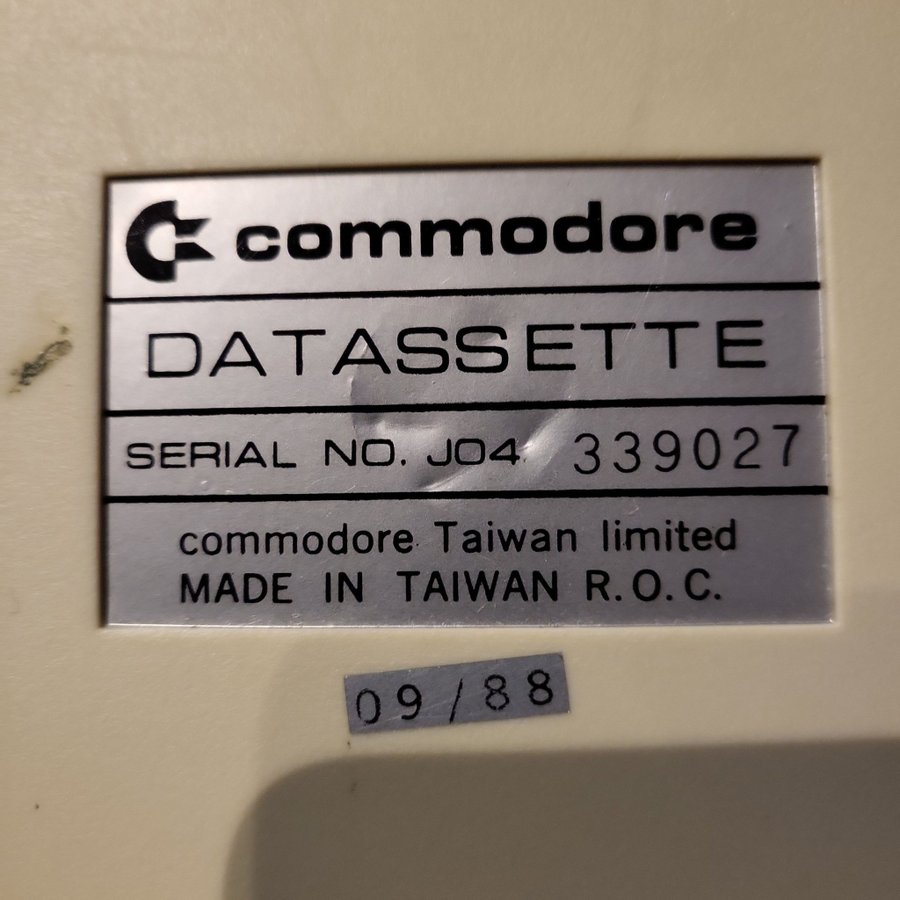 commodore
DATASSETTE
SERIAL NO. J04 339027
commodore Taiwan limited
MADE IN TAIWAN R.O.C.
09/88